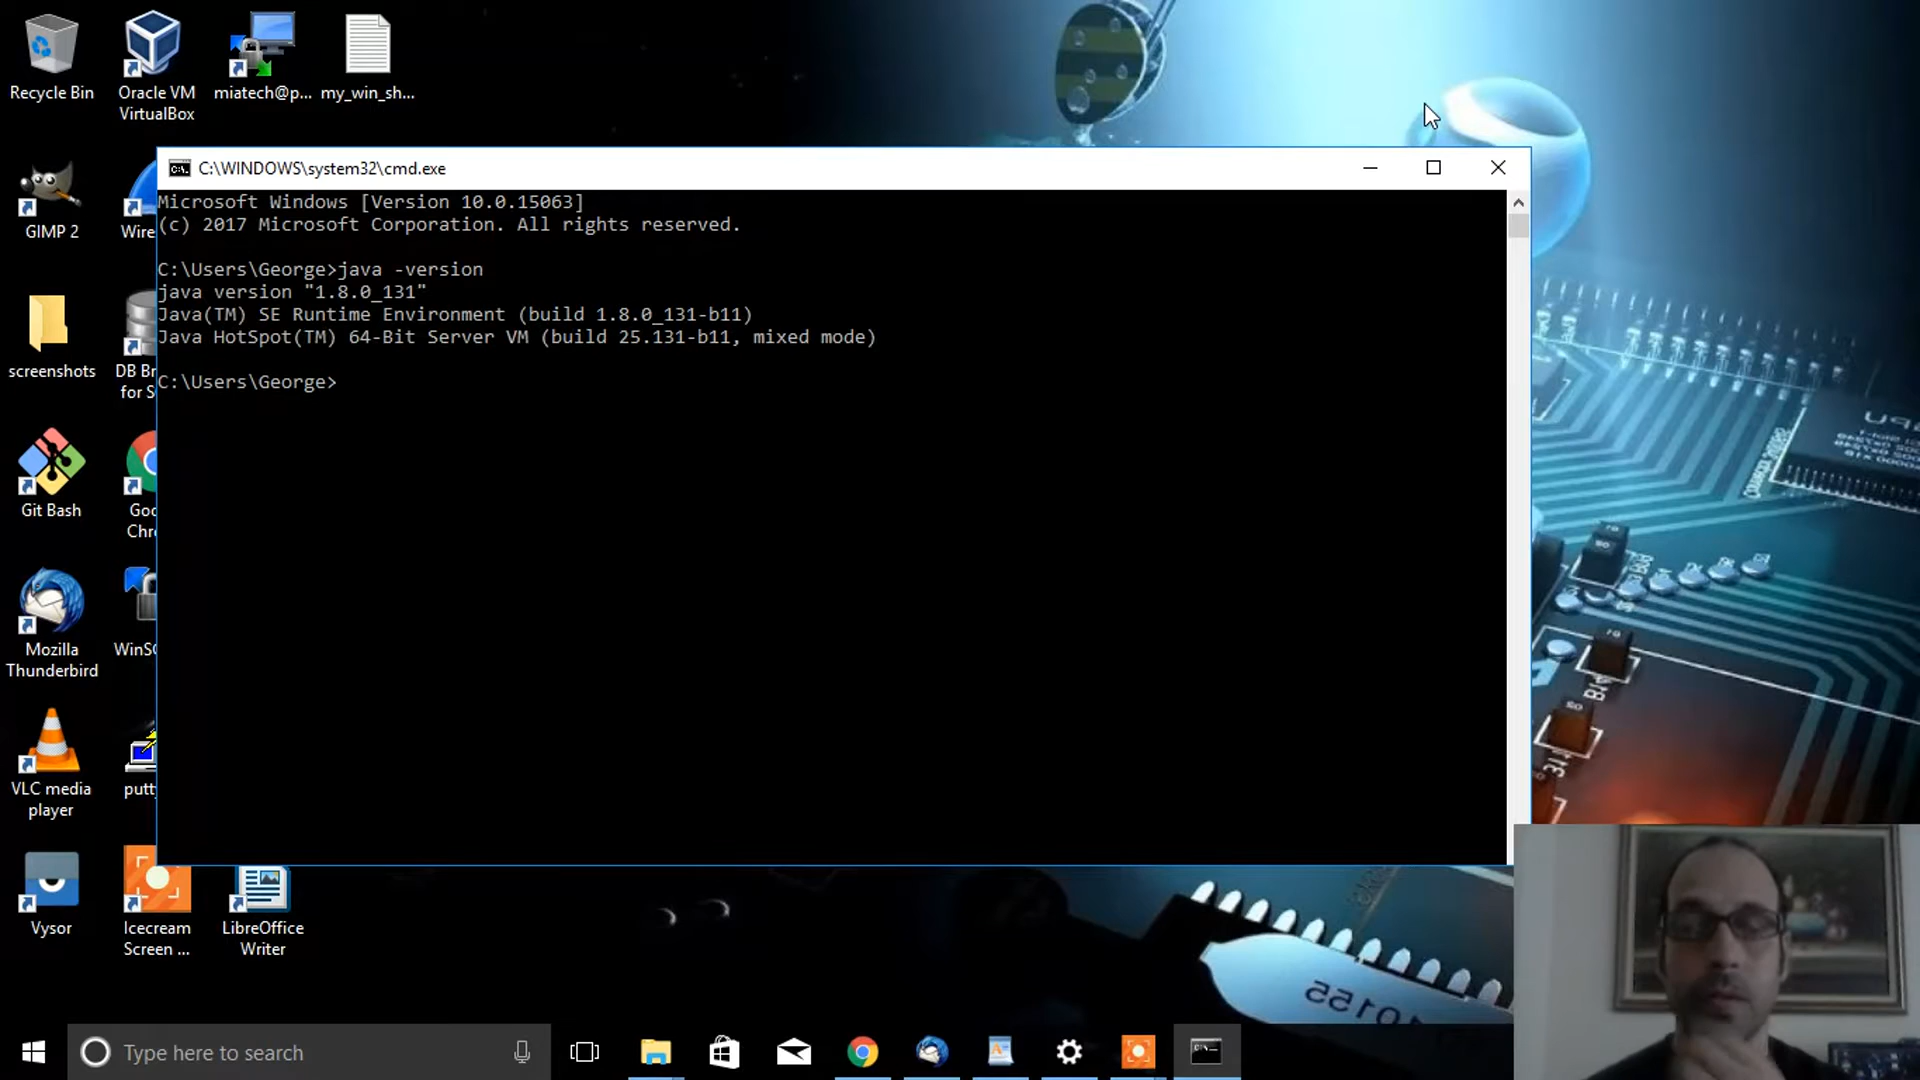 Recycle Bin
Oracle VM
VirtualBox
miatech@p...
my_win_sh...
C:\WINDOWS\system32\cmd.exe
Microsoft Windows [Version 10.0.15063]
(c) 2017 Microsoft Corporation. All rights reserved.
C:\Users\George>java -version
java version "1.8.0_131"
Java(TM) SE Runtime Environment (build 1.8.0_131-b11)
Java HotSpot(TM) 64-Bit Server VM (build 25.131-b11, mixed mode)
C:\Users\George>
GIMP 2
Wire
screenshots
DB Br
for S
Git Bash
Goo
Chr
Mozilla
Thunderbird
WinSC
VLC media
player
putty
Vysor
Icecream
Screen ...
LibreOffice
Writer
Type here to search